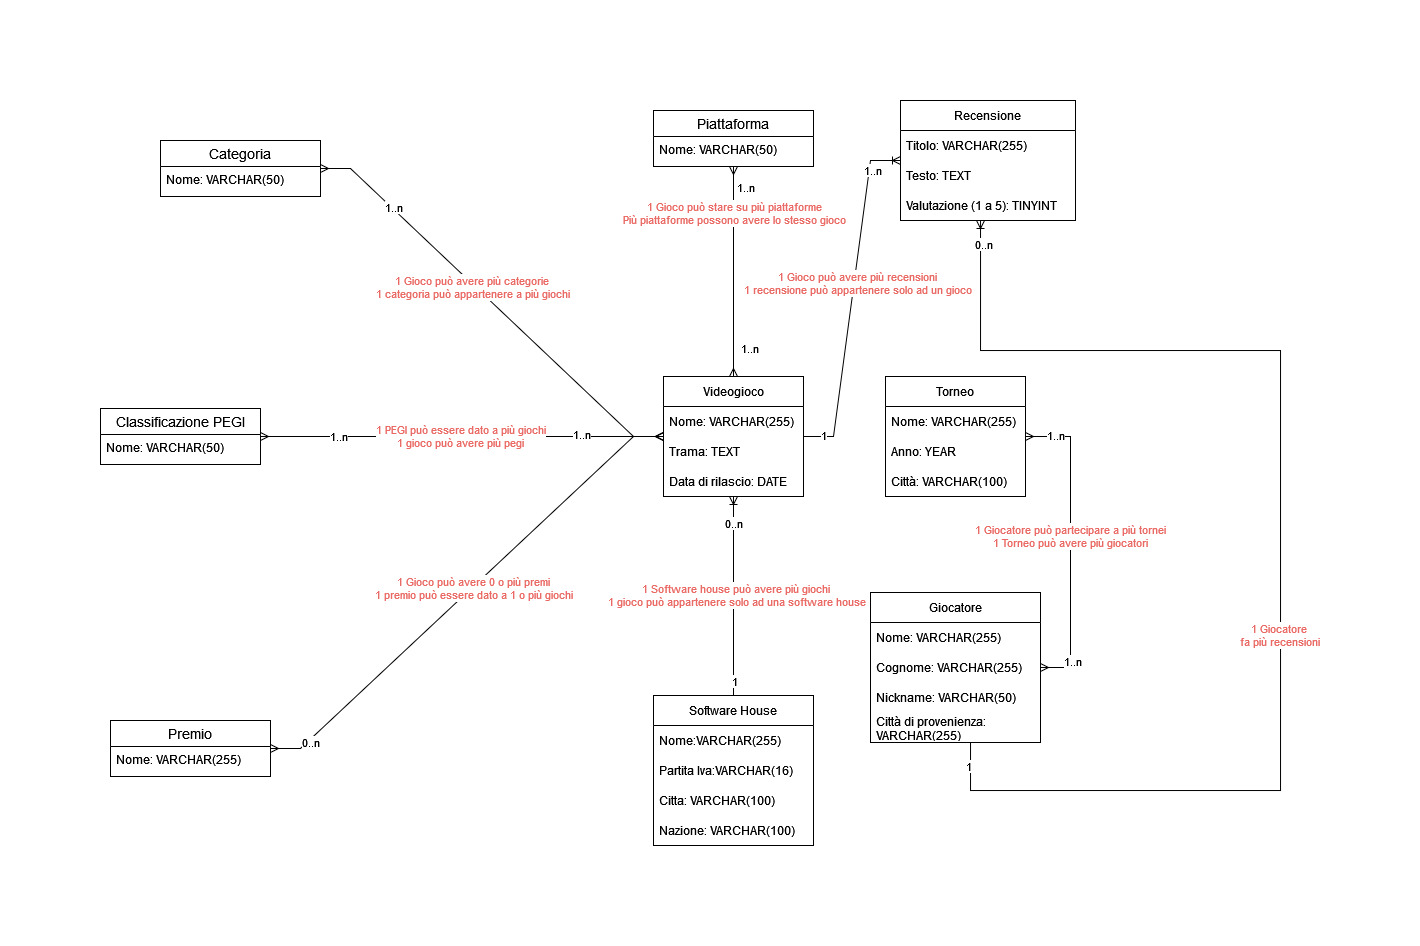 Categoria
Nome: VARCHAR(50)
1..n
1 Gioco può avere più categorie
1 categoria può appartenere a più giochi
Piattaforma
Nome: VARCHAR(50)
1..n
1 Gioco può stare su più piattaforme
Più piattaforme possono avere lo stesso gioco
1..n
Recensione
Titolo: VARCHAR(255)
Testo: TEXT
Valutazione (1 a 5): TINYINT
1..n
0..n
1 Gioco può avere più recensioni
1 recensione può appartenere solo ad un gioco
1
Classificazione PEGI
Nome: VARCHAR(50)
1..n
1 PEGI può essere dato a più giochi
1 gioco può avere più pegi
1..n
Videogioco
Nome: VARCHAR(255)
Trama: TEXT
Data di rilascio: DATE
Torneo
Nome: VARCHAR(255)
Anno: YEAR
Città: VARCHAR(100)
1..n
1 Giocatore può partecipare a più tornei
1 Torneo può avere più giocatori
1..n
0..n
1 Software house può avere più giochi
1 gioco può appartenere solo ad una software house
1
1 Gioco può avere 0 o più premi
1 premio può essere dato a 1 o più giochi
0..n
Premio
Nome: VARCHAR(255)
Software House
Nome:VARCHAR(255)
Partita Iva:VARCHAR(16)
Citta: VARCHAR(100)
Nazione: VARCHAR(100)
Giocatore
Nome: VARCHAR(255)
Cognome: VARCHAR(255)
Nickname: VARCHAR(50)
Città di provenienza:
VARCHAR(255)
1
1 Giocatore
fa più recensioni